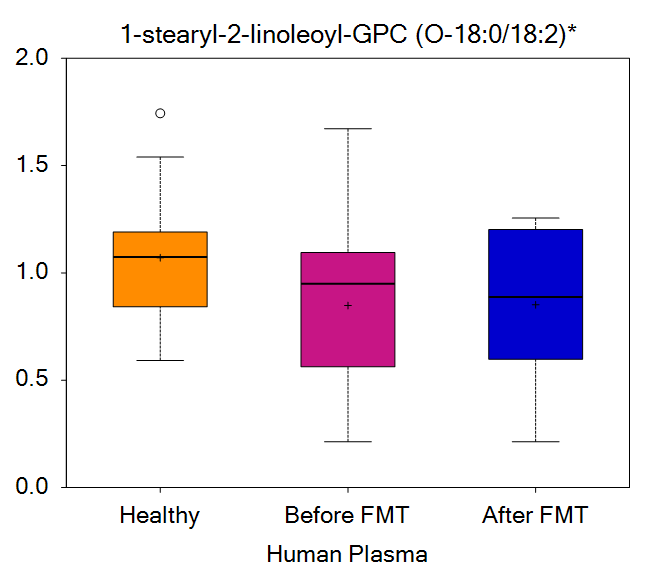 1-stearyl-2-linoleoyl-GPC (O-18:0/18:2)*
2.0
1.5
1.0
0.5
0.0
Healthy Before FMT After FMT
Human Plasma